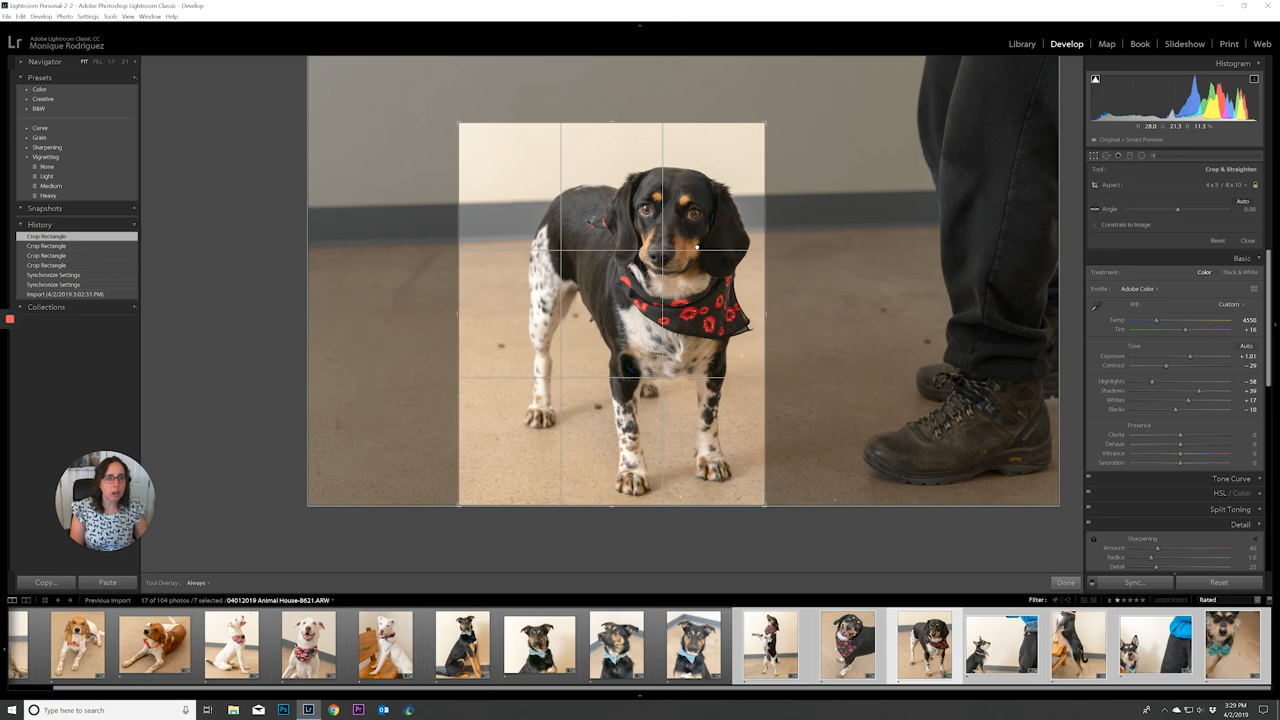 Lightroom Personal-2-2 - Adobe Photoshop Lightroom Classic - Develop
File Edit Develop Photo Settings Tools View Window Help
Lr Adobe Lightroom Classic CC
Monique Rodriguez
Library | Develop | Map | Book | Slideshow | Print | Web
Navigator FIT FILL 1:1 2:1
Presets
Color
Creative
B&W
Curve
Grain
Sharpening
Vignetting
None
Light
Medium
Heavy
Snapshots
History
Crop Rectangle
Crop Rectangle
Crop Rectangle
Crop Rectangle
Synchronize Settings
Synchronize Settings
Import (4/2/2019 3:02:35 PM)
Collections
Copy... Paste
Tool Overlay: Always
Done
Histogram
R 28.0 G 21.3 B 11.3 %
Original + Smart Preview
Tool: Crop & Straighten
Aspect: 4 x 5 / 8 x 10
Auto
Angle 0.00
Constrain to Image
Reset Close
Basic
Treatment: Color Black & White
Profile: Adobe Color
WB: Custom
Temp 4550
Tint + 16
Tone Auto
Exposure + 1.01
Contrast - 29
Highlights - 58
Shadows + 39
Whites + 17
Blacks - 10
Presence
Clarity 0
Dehaze 0
Vibrance 0
Saturation 0
Tone Curve
HSL / Color
Split Toning
Detail
Sharpening
Amount 40
Radius 1.0
Detail 25
Sync... Reset
Previous Import 17 of 104 photos /7 selected /04012019 Animal House-8621.ARW
Filter: Rated
Type here to search
3:29 PM
4/2/2019